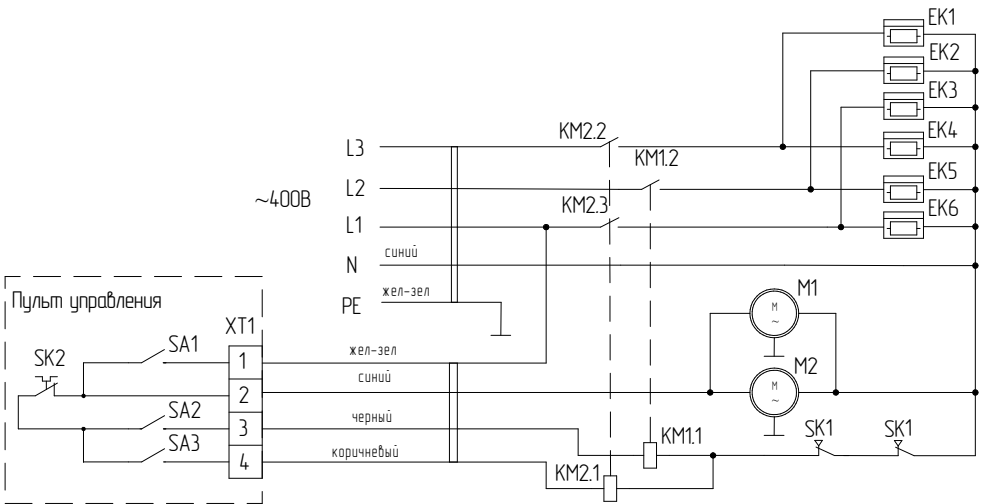 EK1
EK2
EK3
EK4
EK5
EK6
KM2.2
KM1.2
KM2.3
L3
L2
L1
N
PE
~400В
синий
жел-зел
Пульт управления
XT1
SK2
SA1
SA2
SA3
1
2
3
4
жел-зел
синий
черный
коричневый
M1
M
~
M2
M
~
KM1.1
KM2.1
SK1
SK1